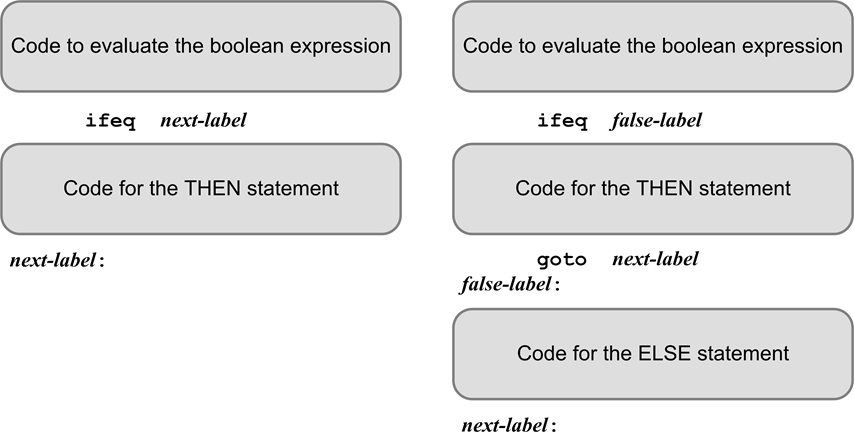 Code to evaluate the boolean expression
ifeq next-label
Code for the THEN statement
next-label:
Code to evaluate the boolean expression
ifeq false-label
Code for the THEN statement
goto next-label
false-label:
Code for the ELSE statement
next-label: